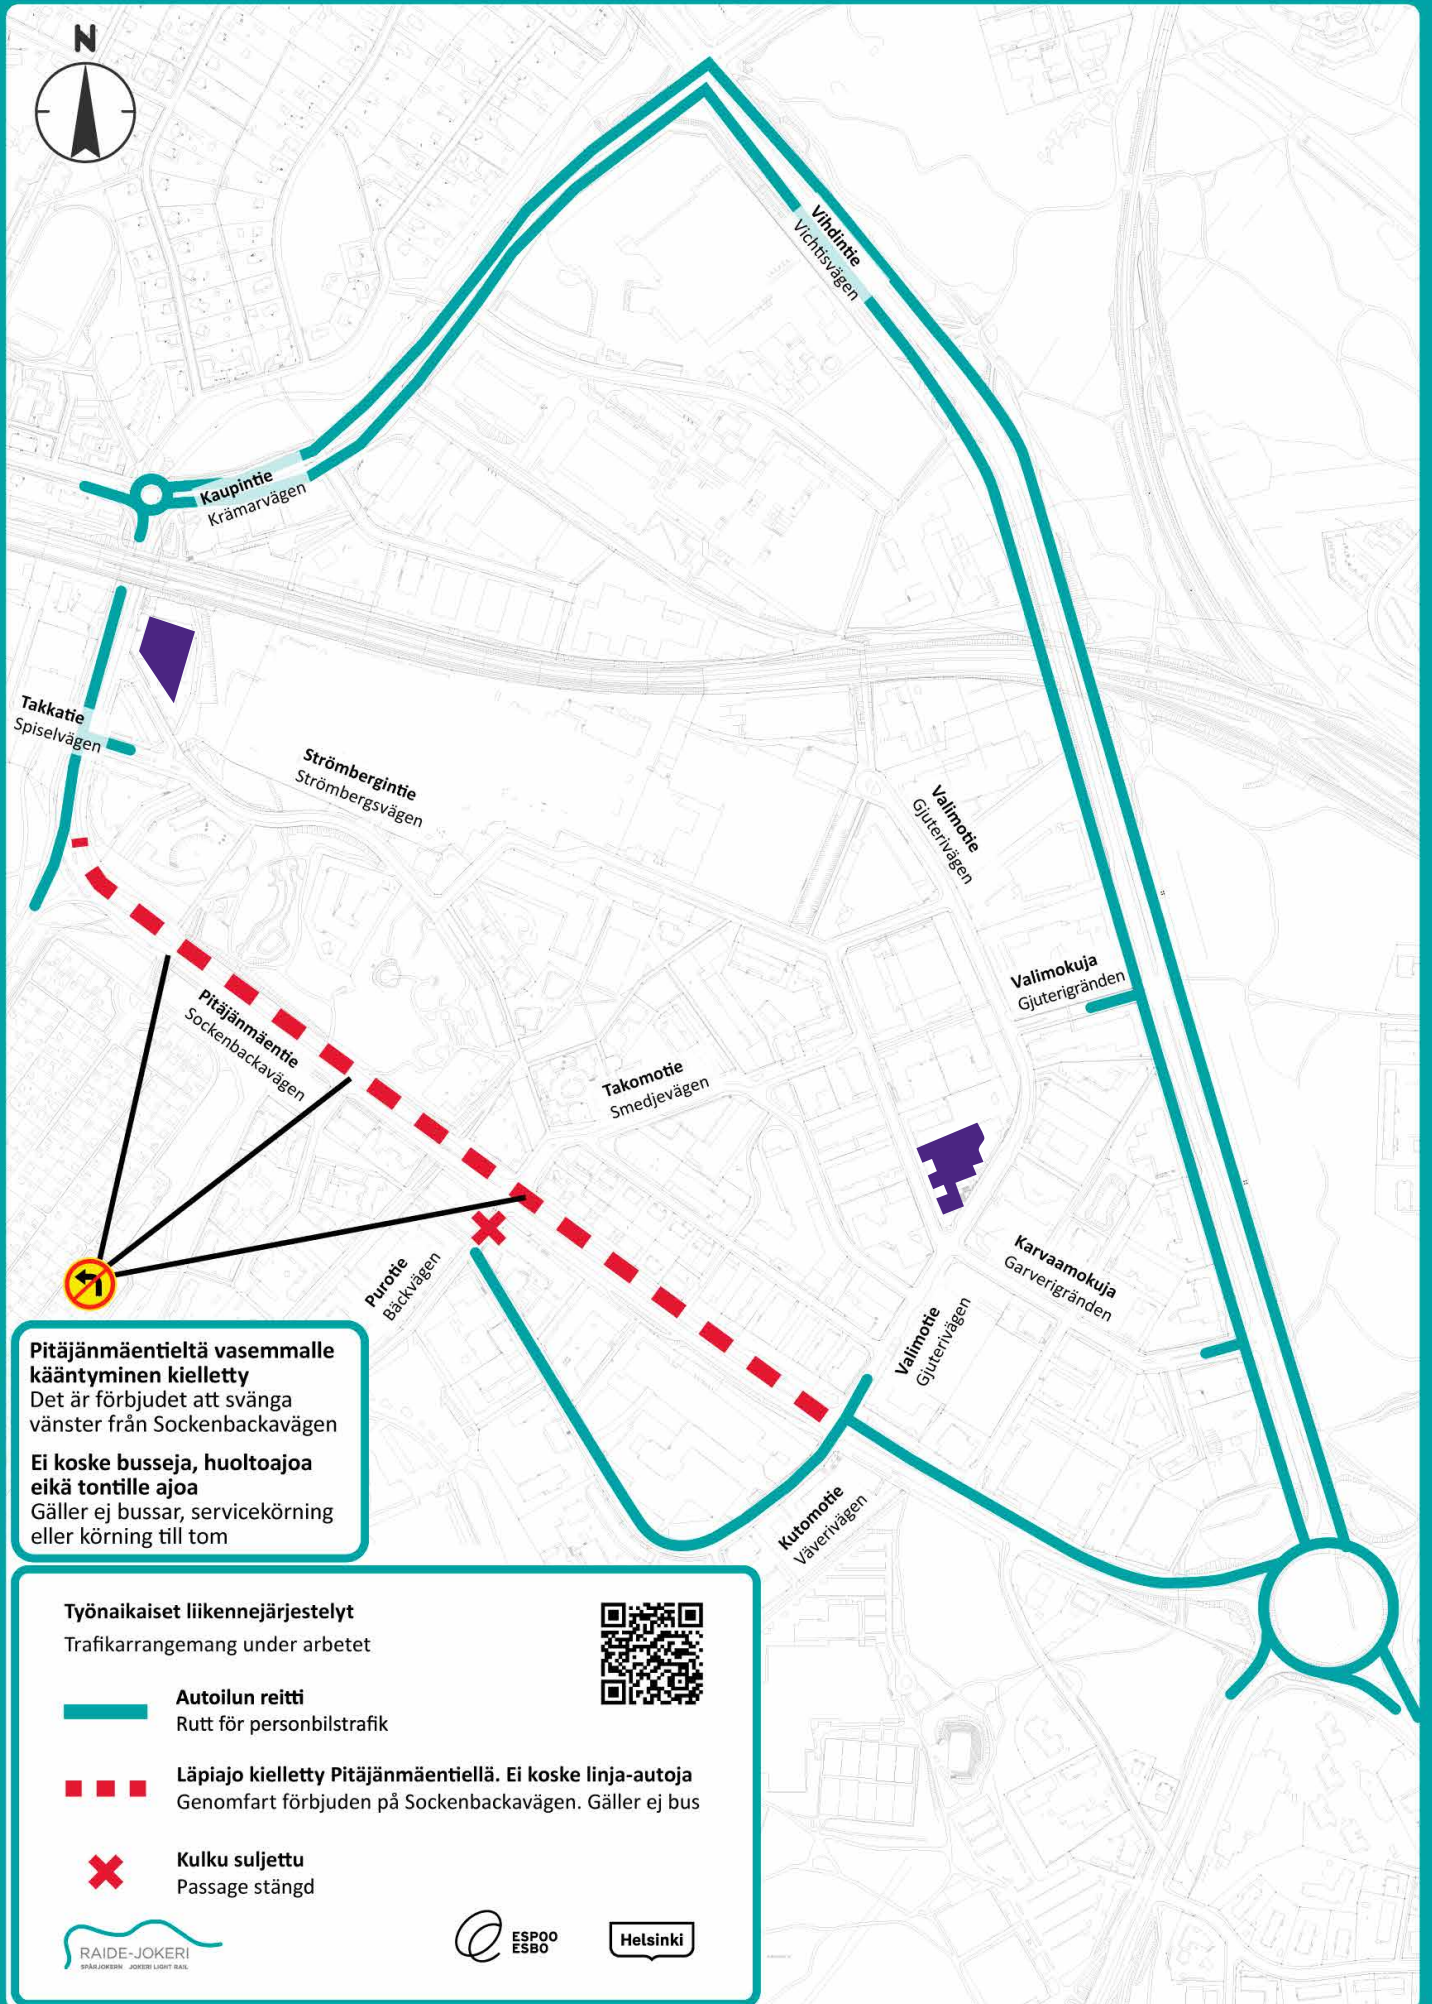 N
Vihdintie
Vichtisvägen
Kaupintie
Krämarvägen
Takkatie
Spiselvägen
Strömbergintie
Strömbergsvägen
Valimotie
Gjuterivägen
Valimokuja
Gjuterigränden
Pitäjänmäentie
Sockenbackavägen
Takomotie
Smedjevägen
Purotie
Bäckvägen
Karvaamokuja
Garverigränden
Valimotie
Gjuterivägen
Kutomotie
Väverivägen
Pitäjänmäentieltä vasemmalle
kääntyminen kielletty
Det är förbjudet att svänga
vänster från Sockenbackavägen
Ei koske busseja, huoltoajoa
eikä tontille ajoa
Gäller ej bussar, servicekörning
eller körning till tom
Työnaikaiset liikennejärjestelyt
Trafikarrangemang under arbetet
Autoilun reitti
Rutt för personbilstrafik
Läpiajo kielletty Pitäjänmäentiellä. Ei koske linja-autoja
Genomfart förbjuden på Sockenbackavägen. Gäller ej bus
Kulku suljettu
Passage stängd
RAIDE-JOKERI
SPÅRJOKERN JOKERI LIGHT RAIL
ESPOO
ESBO
Helsinki